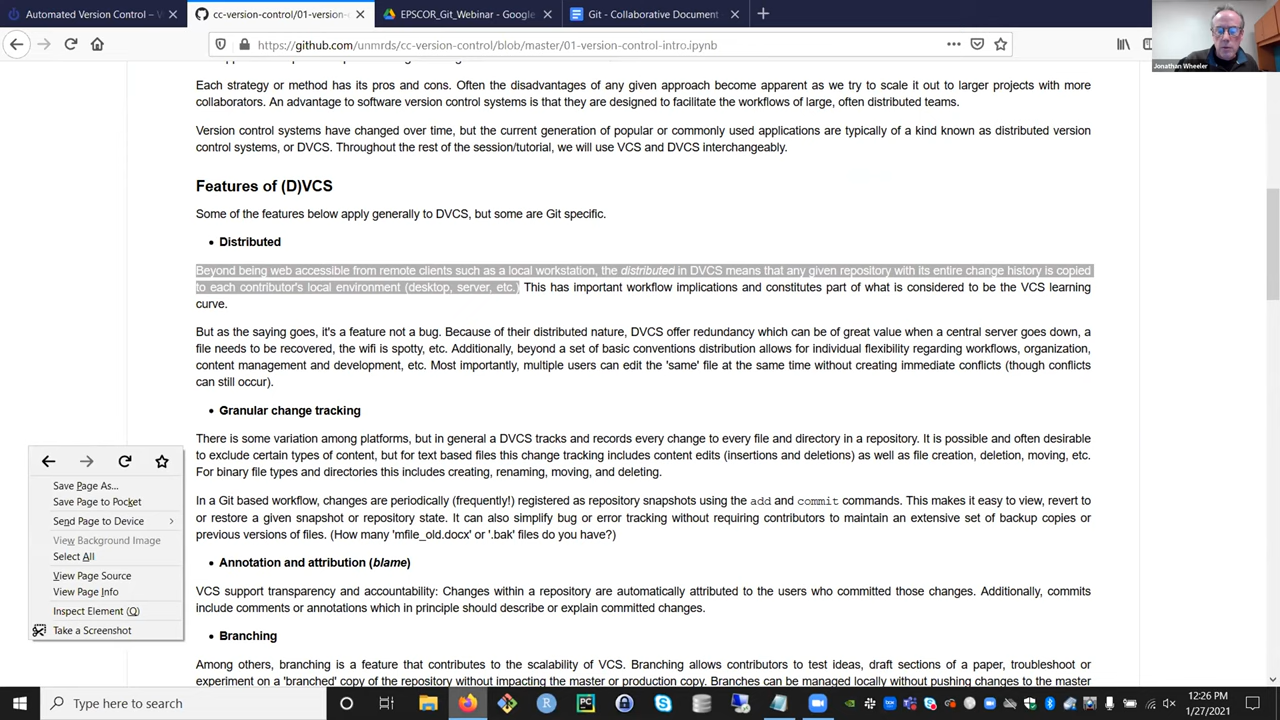 Automated Version Control – V
cc-version-control/01-version-
EPSCOR_Git_Webinar - Google
Git - Collaborative Document
https://github.com/unmrds/cc-version-control/blob/master/01-version-control-intro.ipynb
Jonathan Wheeler
Each strategy or method has its pros and cons. Often the disadvantages of any given approach become apparent as we try to scale it out to larger projects with more
collaborators. An advantage to software version control systems is that they are designed to facilitate the workflows of large, often distributed teams.
Version control systems have changed over time, but the current generation of popular or commonly used applications are typically of a kind known as distributed version
control systems, or DVCS. Throughout the rest of the session/tutorial, we will use VCS and DVCS interchangeably.
Features of (D)VCS
Some of the features below apply generally to DVCS, but some are Git specific.
• Distributed
Beyond being web accessible from remote clients such as a local workstation, the distributed in DVCS means that any given repository with its entire change history is copied
to each contributor's local environment (desktop, server, etc.) This has important workflow implications and constitutes part of what is considered to be the VCS learning
curve.
But as the saying goes, it's a feature not a bug. Because of their distributed nature, DVCS offer redundancy which can be of great value when a central server goes down, a
file needs to be recovered, the wifi is spotty, etc. Additionally, beyond a set of basic conventions distribution allows for individual flexibility regarding workflows, organization,
content management and development, etc. Most importantly, multiple users can edit the 'same' file at the same time without creating immediate conflicts (though conflicts
can still occur).
• Granular change tracking
There is some variation among platforms, but in general a DVCS tracks and records every change to every file and directory in a repository. It is possible and often desirable
to exclude certain types of content, but for text based files this change tracking includes content edits (insertions and deletions) as well as file creation, deletion, moving, etc.
For binary file types and directories this includes creating, renaming, moving, and deleting.
In a Git based workflow, changes are periodically (frequently!) registered as repository snapshots using the add and commit commands. This makes it easy to view, revert to
or restore a given snapshot or repository state. It can also simplify bug or error tracking without requiring contributors to maintain an extensive set of backup copies or
previous versions of files. (How many 'mfile_old.docx' or '.bak' files do you have?)
• Annotation and attribution (blame)
VCS support transparency and accountability: Changes within a repository are automatically attributed to the users who committed those changes. Additionally, commits
include comments or annotations which in principle should describe or explain committed changes.
• Branching
Among others, branching is a feature that contributes to the scalability of VCS. Branching allows contributors to test ideas, draft sections of a paper, troubleshoot or
experiment on a 'branched' copy of the repository without impacting the master or production copy. Branches can be managed locally without pushing changes to the master
Save Page As...
Save Page to Pocket
Send Page to Device
View Background Image
Select All
View Page Source
View Page Info
Inspect Element (Q)
Take a Screenshot
Type here to search
12:26 PM
1/27/2021